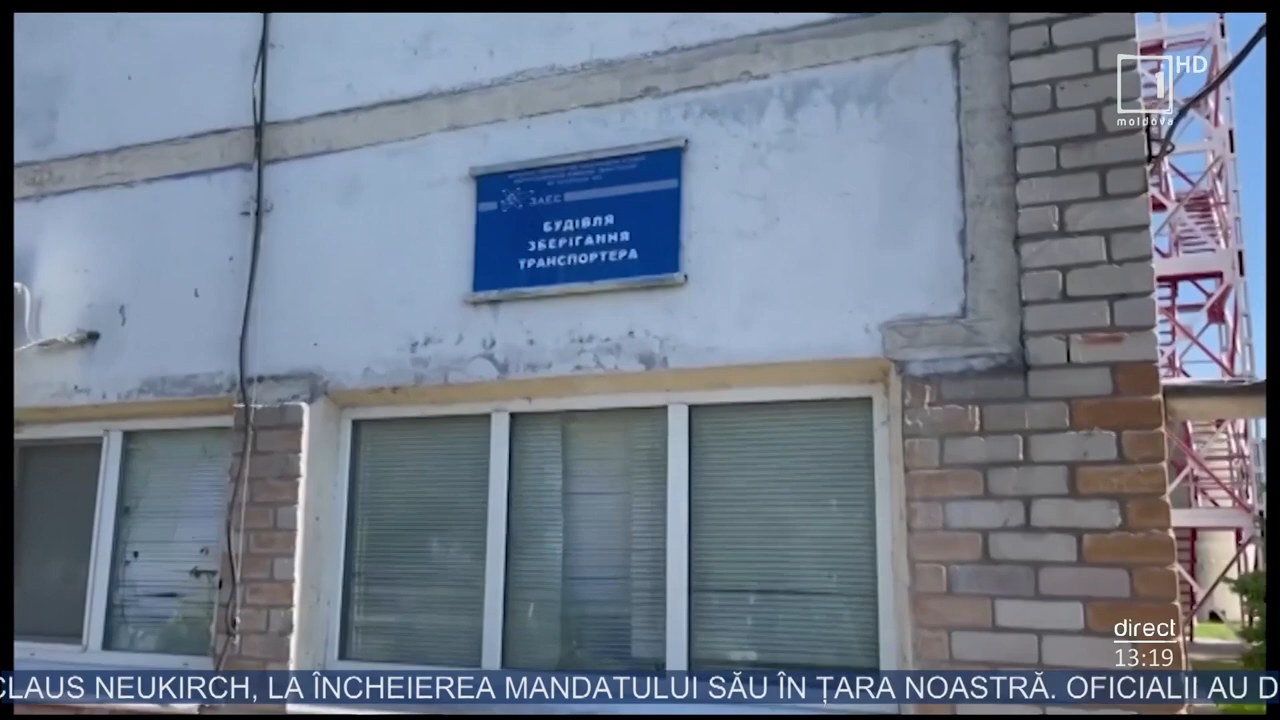 HD
1
moldova
ЗАЕС
БУДІВЛЯ
ЗБЕРІГАННЯ
ТРАНСПОРТЕРА
direct
13:19
CLAUS NEUKIRCH, LA ÎNCHEIEREA MANDATULUI SĂU ÎN ȚARA NOASTRĂ. OFICIALII AU D